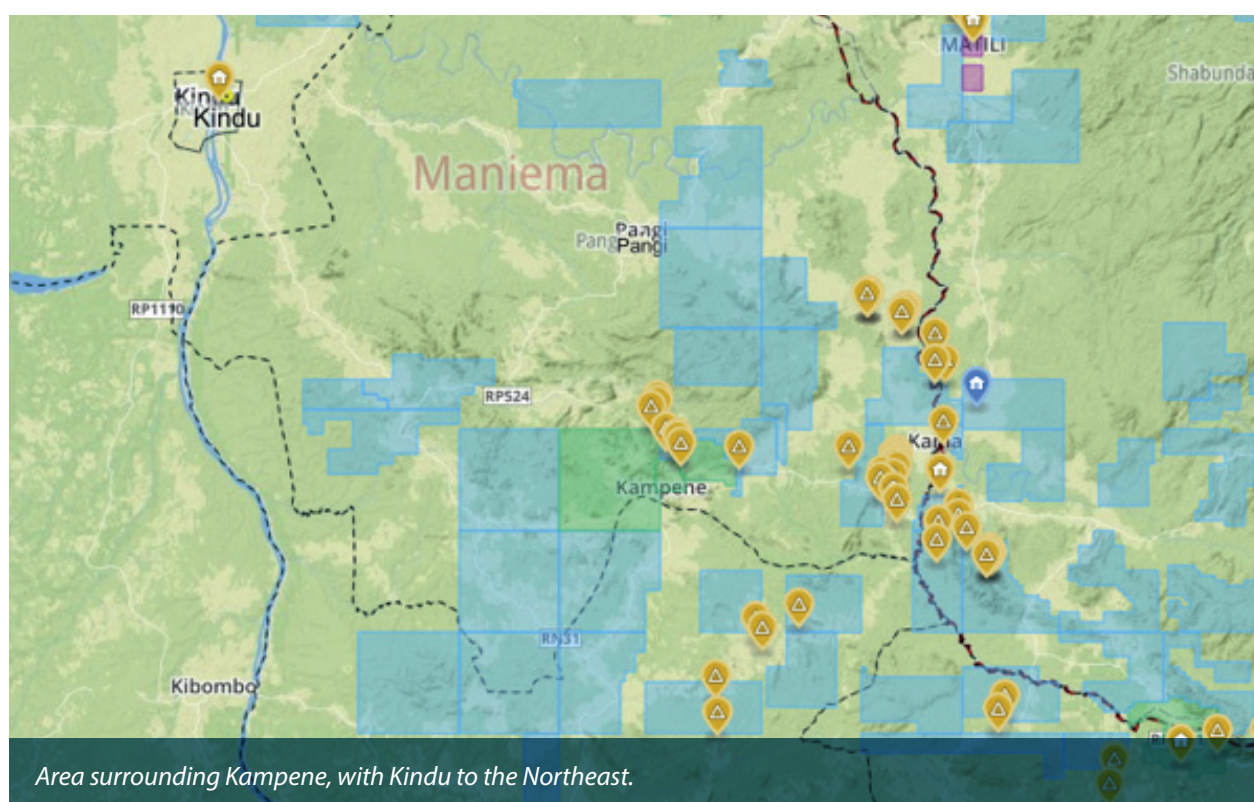 MATILI
Shabunda
Kindu
Kindu
Maniema
Pangi
Pangi
RP1110
RP524
Kama
Kampene
RN31
Kibombo
Area surrounding Kampene, with Kindu to the Northeast.